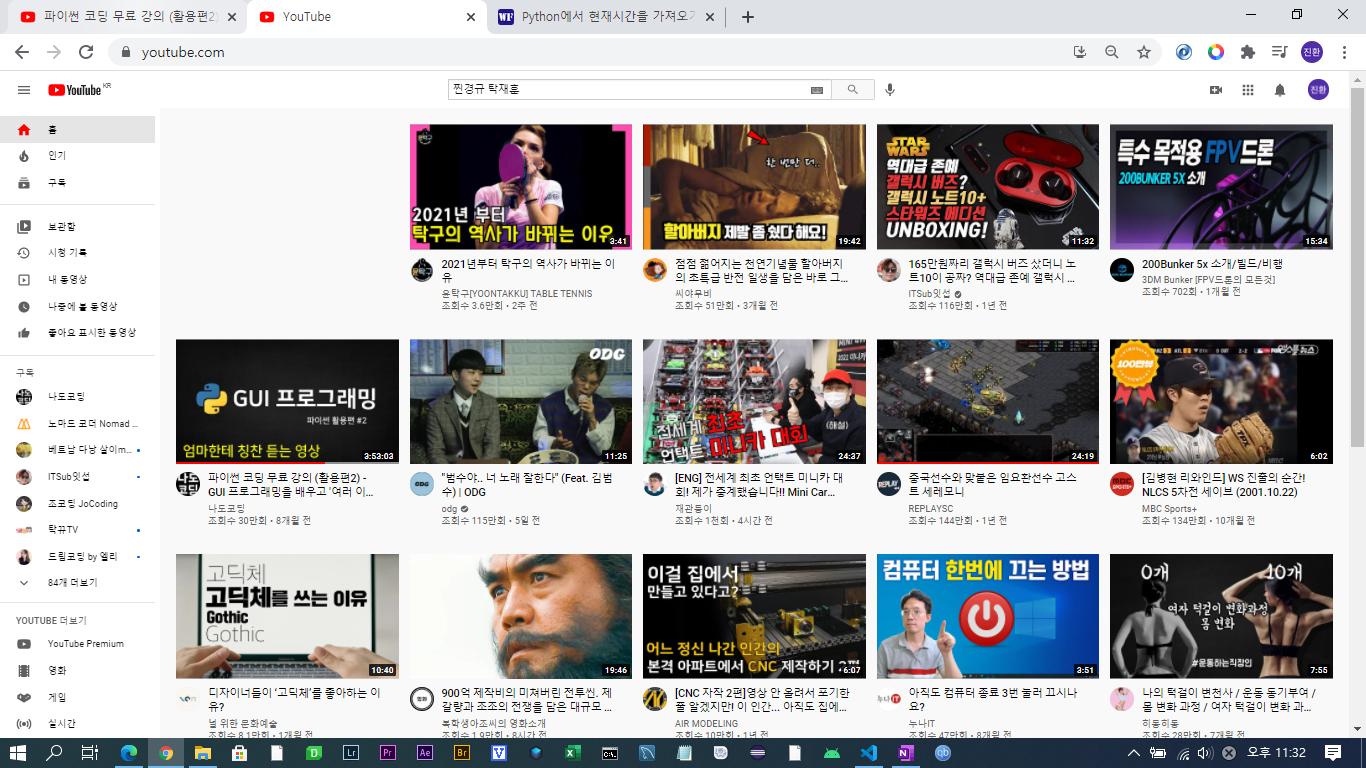 파이썬 코딩 무료 강의 (활용편2)
YouTube
Python에서 현재시간을 가져오기
youtube.com
진환
YouTube KR
찐경규 탁재훈
진환
홈
인기
구독
보관함
시청 기록
내 동영상
나중에 볼 동영상
좋아요 표시한 동영상
구독
나도코딩
노마드 코더 Nomad ...
베트남 다낭 살이m...
ITSub잇섭
조코딩 JoCoding
탁뀨TV
드림코딩 by 엘리
84개 더보기
YOUTUBE 더보기
YouTube Premium
영화
게임
실시간
2021년 부터
탁구의 역사가 바뀌는 이유
3:41
2021년부터 탁구의 역사가 바뀌는 이
유
윤탁구[YOONTAKKU] TABLE TENNIS
조회수 3.6만회 • 2주 전
한 번만 더..
할아버지 제발 좀 씻다 해요!
19:42
점점 젊어지는 천연기념물 할아버지
의 초특급 반전 일생을 담은 바로 그...
씨야무비
조회수 51만회 • 3개월 전
STAR WARS
역대급 존예
갤럭시 버즈?
갤럭시 노트10+
스타워즈 에디션
UNBOXING!
11:32
165만원짜리 갤럭시 버즈 샀더니 노
트10이 공짜? 역대급 존예 갤럭시 ...
ITSub잇섭
조회수 116만회 • 1년 전
특수 목적용 FPV드론
200BUNKER 5X 소개
15:34
200Bunker 5x 소개/빌드/비행
3DM Bunker [FPV드론의 모든것]
조회수 702회 • 1개월 전
GUI 프로그래밍
파이썬 활용편 #2
엄마한테 칭찬 듣는 영상
3:53:03
나도코딩
파이썬 코딩 무료 강의 (활용편2) -
GUI 프로그래밍을 배우고 '여러 이...
나도코딩
조회수 30만회 • 8개월 전
ODG
11:25
ODG
"범수야.. 너 노래 잘한다" (Feat. 김범
수) | ODG
odg
조회수 115만회 • 5일 전
전세계 최초
언택트 미니카 대회
(해설)
24:37
[ENG] 전세계 최초 언택트 미니카 대
회! 제가 중계했습니다!! Mini Car...
재관둥이
조회수 1천회 • 4시간 전
24:19
REPLAY
중국선수와 맞붙은 임요환선수 고스
트 세레모니
REPLAYSC
조회수 144만회 • 1년 전
100만뷰
6:02
MBC SPORTS+
[김병현 리와인드] WS 진출의 순간!
NLCS 5차전 세이브 (2001.10.22)
MBC Sports+
조회수 134만회 • 10개월 전
고딕체
고딕체를 쓰는 이유
Gothic
Gothic
10:40
디자이너들이 '고딕체'를 좋아하는 이
유?
널 위한 문화예술
조회수 8.1만회 • 1개월 전
19:46
900억 제작비의 미쳐버린 전투씬. 제
갈량과 조조의 전쟁을 담은 대규모 ...
복학생아조씨의 영화소개
조회수 1.9만회 • 8시간 전
이걸 집에서
만들고 있다고?
어느 정신 나간 인간의
본격 아파트에서 CNC 제작하기 2편
6:07
[CNC 자작 2편]영상 안 올려서 포기한
줄 알겠지만! 이 인간... 아직도 집에...
AIR MODELING
조회수 10만회 • 1년 전
컴퓨터 한번에 끄는 방법
3:51
누나IT
아직도 컴퓨터 종료 3번 눌러 끄시나
요?
누나IT
조회수 47만회 • 8개월 전
0개
10개
여자 턱걸이 변화과정
몸 변화
#운동하는직장인
7:55
나의 턱걸이 변천사 / 운동 동기부여 /
몸 변화 과정 / 여자 턱걸이 변화 과...
히동히동
조회수 28만회 • 7개월 전
오후 11:32